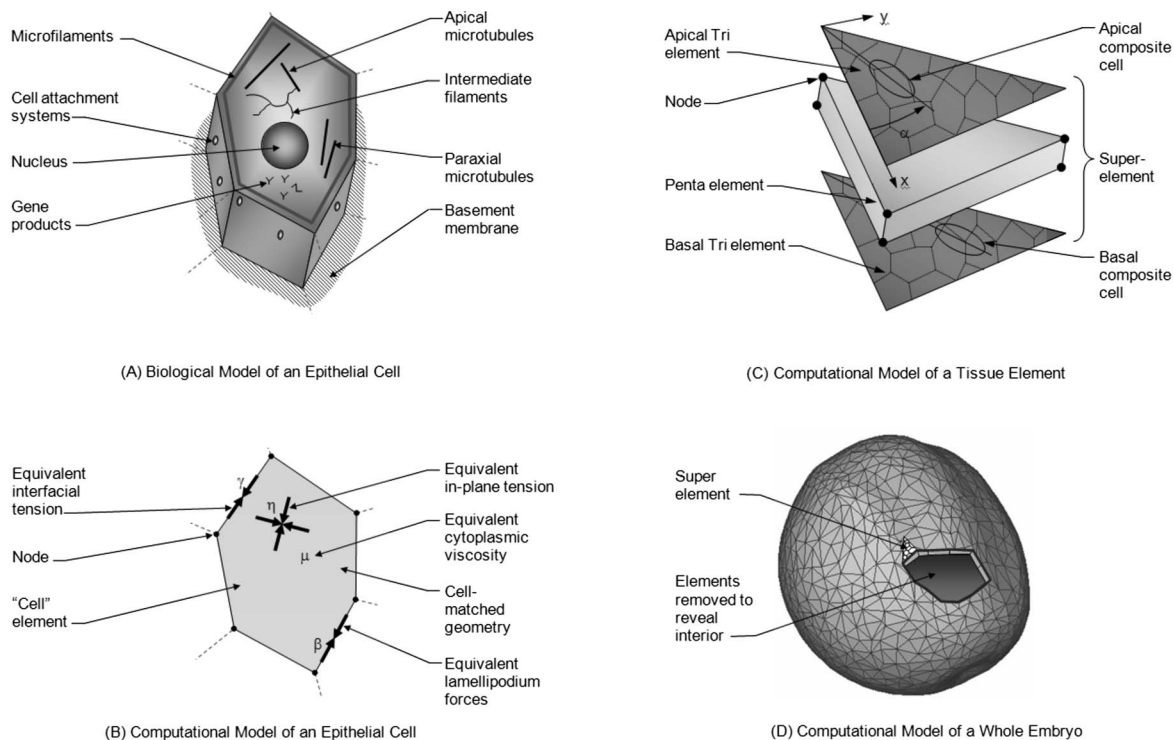 Microfilaments
Cell attachment
systems
Nucleus
Gene
products
Apical
microtubules
Intermediate
filaments
Paraxial
microtubules
Basement
membrane
(A) Biological Model of an Epithelial Cell
y
Apical Tri
element
Node
Penta element
Basal Tri element
α
x
Apical
composite
cell
Super-
element
Basal
composite
cell
(C) Computational Model of a Tissue Element
Equivalent
interfacial
tension
Node
"Cell"
element
γ
η
μ
β
Equivalent
in-plane tension
Equivalent
cytoplasmic
viscosity
Cell-
matched
geometry
Equivalent
lamellipodium
forces
(B) Computational Model of an Epithelial Cell
Super
element
Elements
removed to
reveal
interior
(D) Computational Model of a Whole Embryo